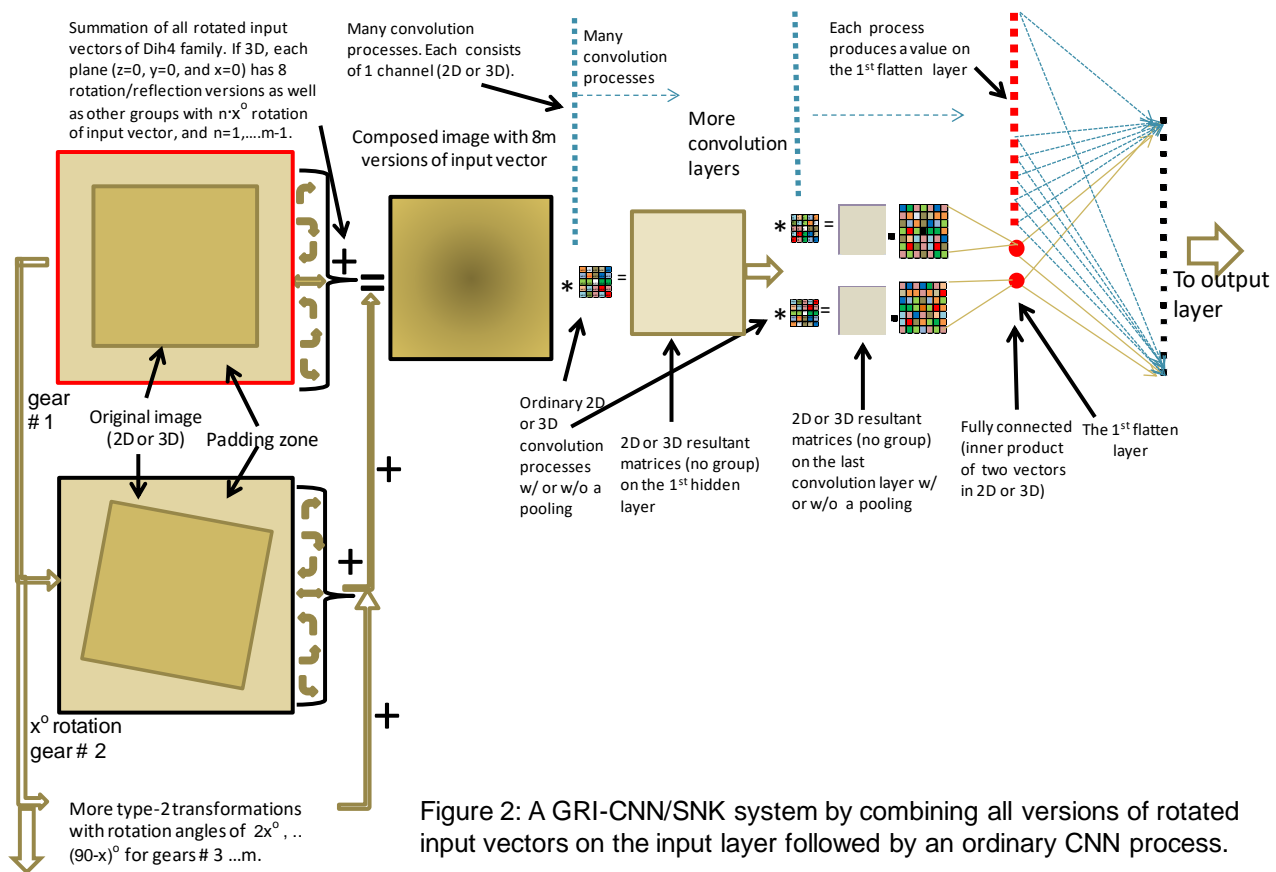 Summation of all rotated input
vectors of Dih4 family. If 3D, each
plane (z=0, y=0, and x=0) has 8
rotation/reflection versions as well
as other groups with n·x° rotation
of input vector, and n=1,....m-1.
Many convolution
processes. Each consists
of 1 channel (2D or 3D).
Many
convolution
processes
Each process
produces a value on
the 1st flatten layer
More
convolution
layers
Composed image with 8m
versions of input vector
+
=
* = 
* = .
* = .
To output
layer
gear
# 1
Original image
(2D or 3D)
Padding zone
Ordinary 2D
or 3D
convolution
processes
w/ or w/o a
pooling
2D or 3D resultant
matrices (no group)
on the 1st hidden
layer
2D or 3D resultant
matrices (no group)
on the last
convolution layer w/
or w/o a pooling
Fully connected
(inner product
of two vectors
in 2D or 3D)
The 1st flatten
layer
+
+
+
x° rotation
gear # 2
More type-2 transformations
with rotation angles of 2x° , ..
(90-x)° for gears # 3 ...m.
Figure 2: A GRI-CNN/SNK system by combining all versions of rotated
input vectors on the input layer followed by an ordinary CNN process.